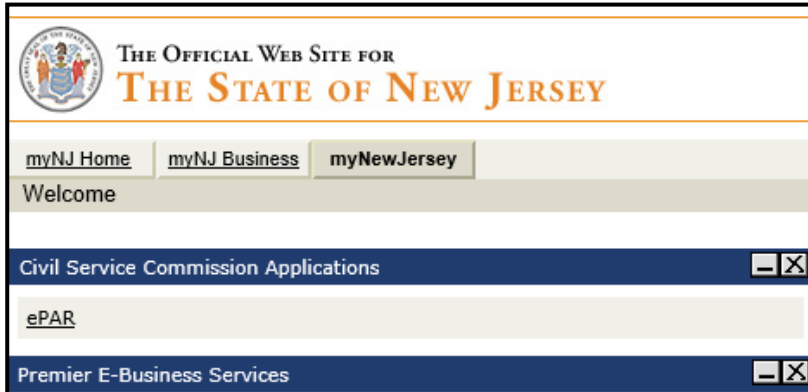 THE OFFICIAL WEB SITE FOR
THE STATE OF NEW JERSEY
myNJ Home myNJ Business myNewJersey
Welcome
Civil Service Commission Applications
ePAR
Premier E-Business Services